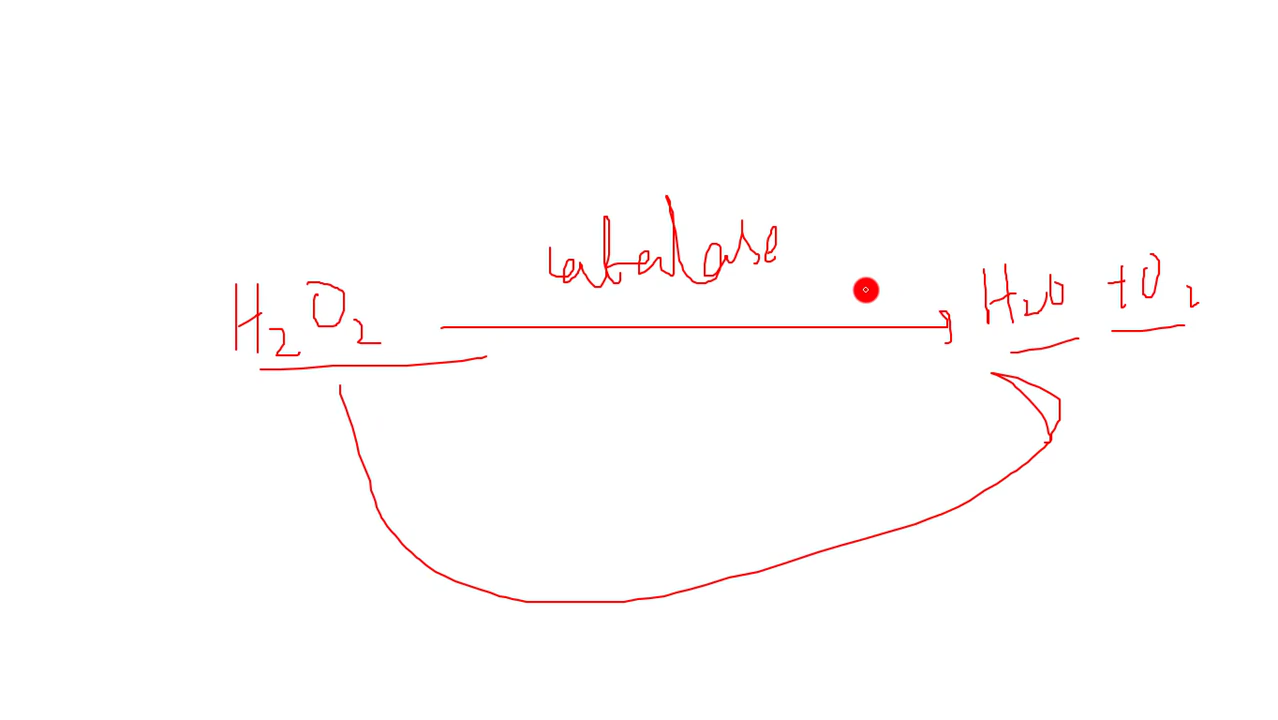 catalase
H₂O₂ → H₂O + O₂